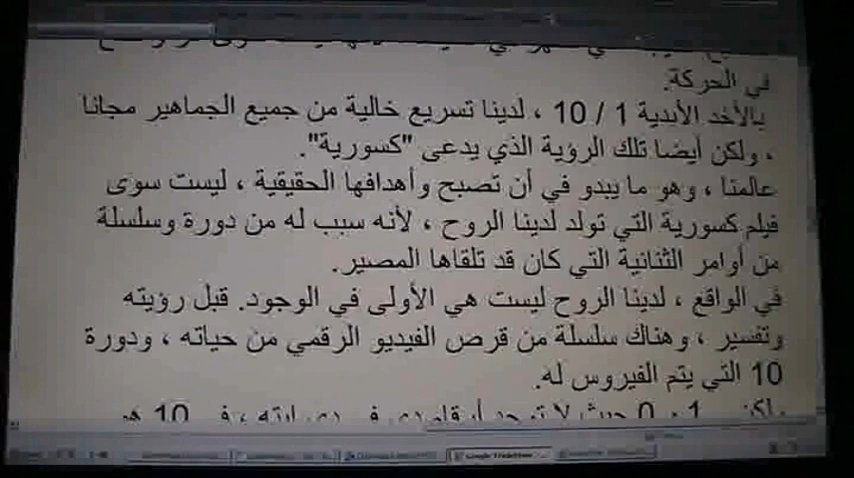 في الحركة.
بالأخذ الأندية 1 / 10 ، لدينا تسريع خالية من جميع الجماهير مجانا
، ولكن أيضا تلك الرؤية الذي يدعى "كسورية".
عالمنا ، وهو ما يبدو في أن تصبح وأهدافها الحقيقية ، ليست سوى
فيلم كسورية التي تولد لدينا الروح ، لأنه سبب له من دورة وسلسلة
من أوامر الثنائية التي كان قد تلقاها المصير.
في الواقع ، لدينا الروح ليست هي الأولى في الوجود. قبل رؤيته
وتفسير ، وهناك سلسلة من قرص الفيديو الرقمي من حياته ، ودورة
10 التي يتم الفيروس له.